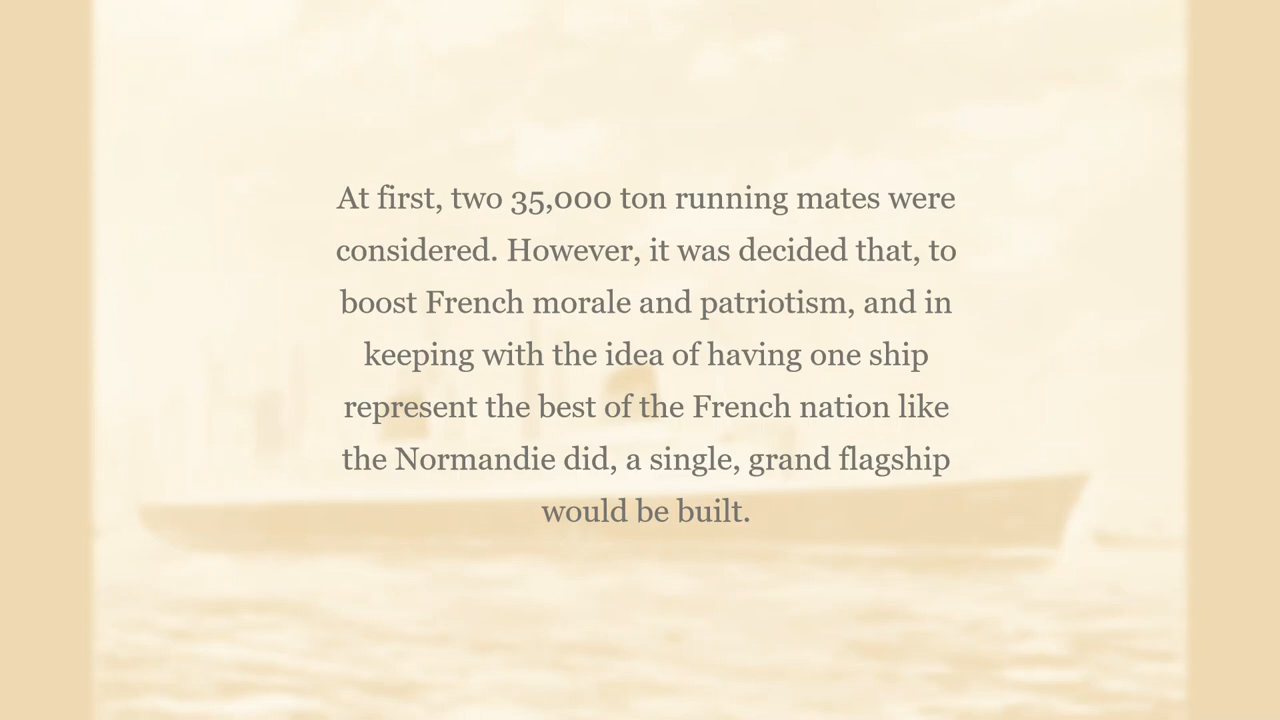 At first, two 35,000 ton running mates were
considered. However, it was decided that, to
boost French morale and patriotism, and in
keeping with the idea of having one ship
represent the best of the French nation like
the Normandie did, a single, grand flagship
would be built.